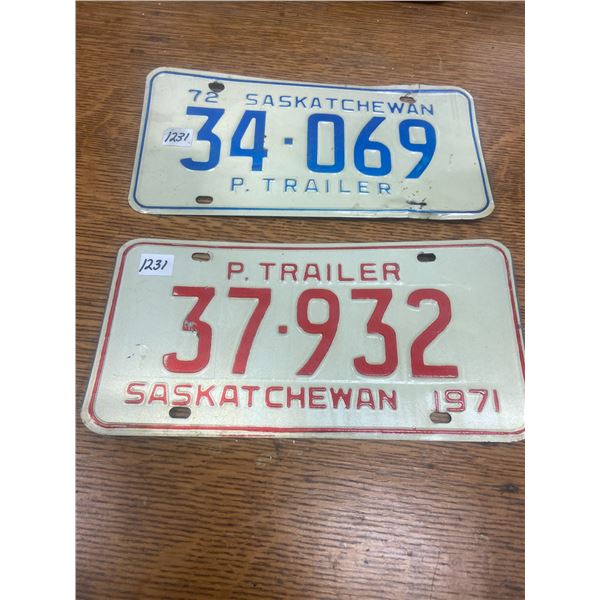 72 SASKATCHEWAN
1231
34·069
P. TRAILER
1231
P. TRAILER
37·932
SASKATCHEWAN 1971